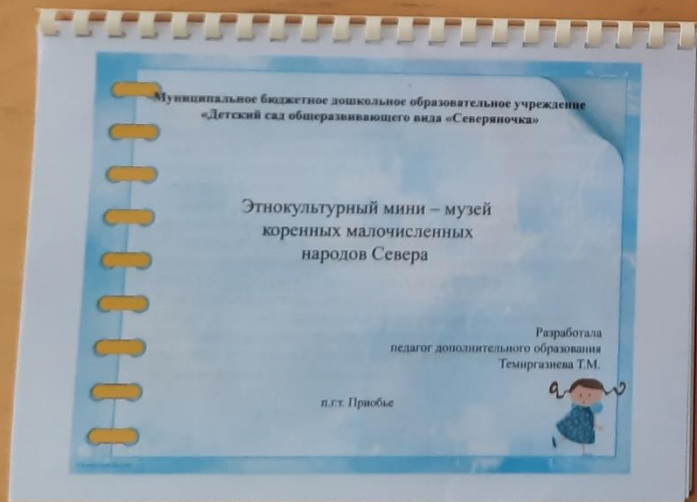 Муниципальное бюджетное дошкольное образовательное учреждение
«Детский сад общеразвивающего вида «Северяночка»
Этнокультурный мини – музей
коренных малочисленных
народов Севера
Разработала
педагог дополнительного образования
Темиргазиева Т.М.
п.г.т. Приобье